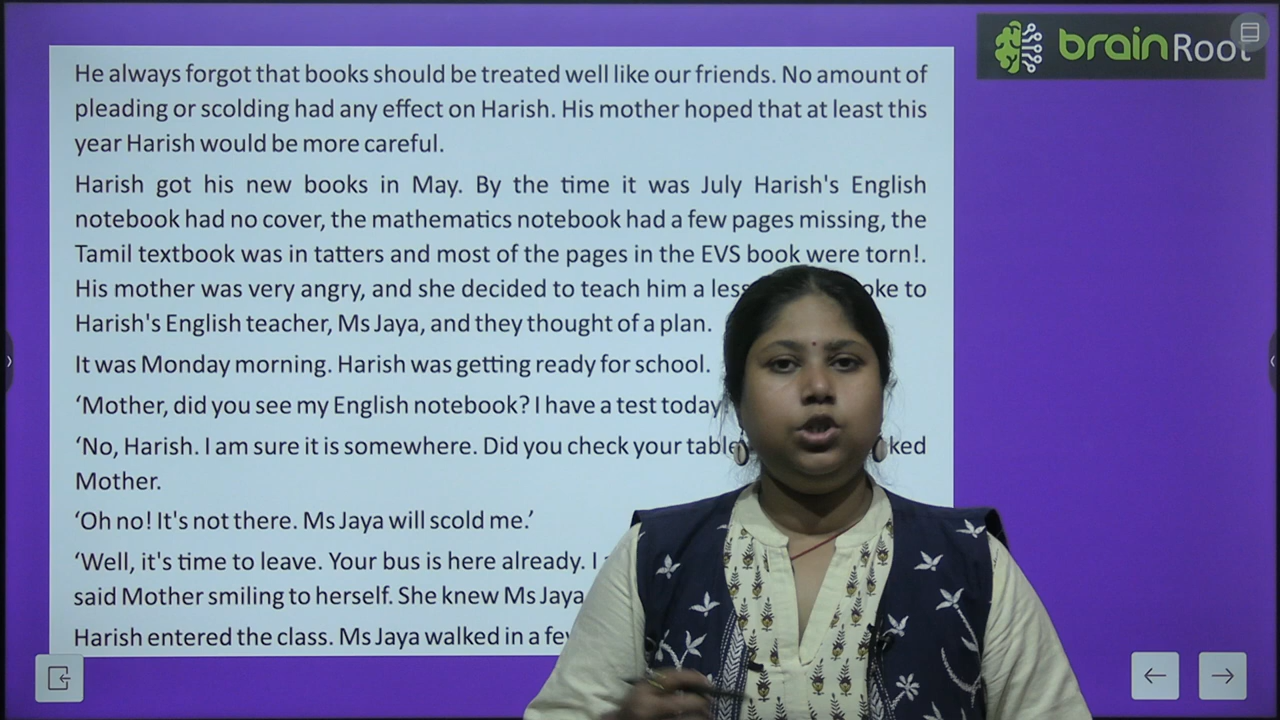 brainRoot
He always forgot that books should be treated well like our friends. No amount of
pleading or scolding had any effect on Harish. His mother hoped that at least this
year Harish would be more careful.
Harish got his new books in May. By the time it was July Harish's English
notebook had no cover, the mathematics notebook had a few pages missing, the
Tamil textbook was in tatters and most of the pages in the EVS book were torn!.
His mother was very angry, and she decided to teach him a oke to
Harish's English teacher, Ms Jaya, and they thought of a plan.
It was Monday morning. Harish was getting ready for school.
‘Mother, did you see my English notebook? I have a test today
‘No, Harish. I am sure it is somewhere. Did you check your ked
Mother.
‘Oh no! It's not there. Ms Jaya will scold me.’
‘Well, it's time to leave. Your bus is here already. I
said Mother smiling to herself. She knew Ms Jaya
Harish entered the class. Ms Jaya walked in a